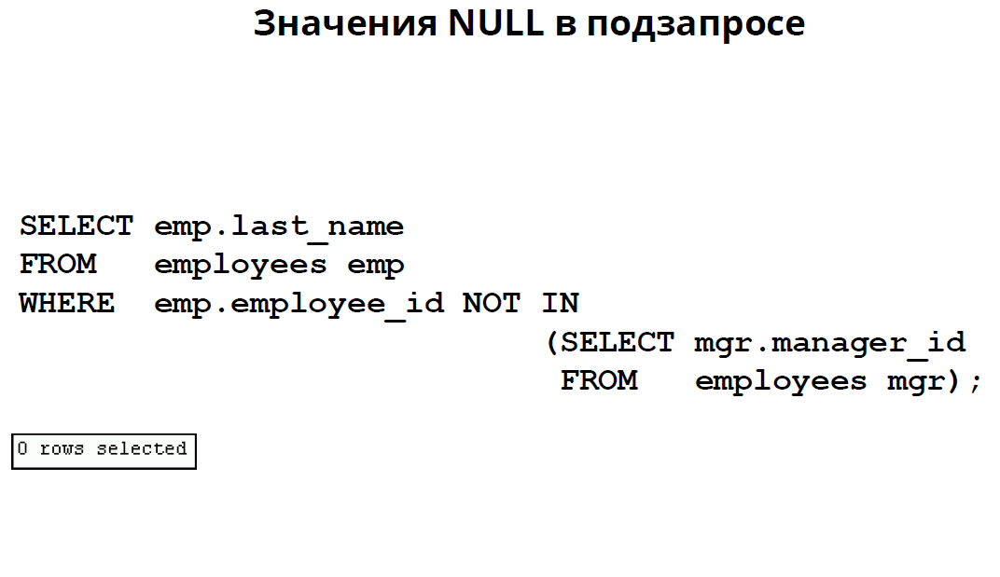 Значения NULL в подзапросе
SELECT emp.last_name
FROM employees emp
WHERE emp.employee_id NOT IN
(SELECT mgr.manager_id
FROM employees mgr);
0 rows selected